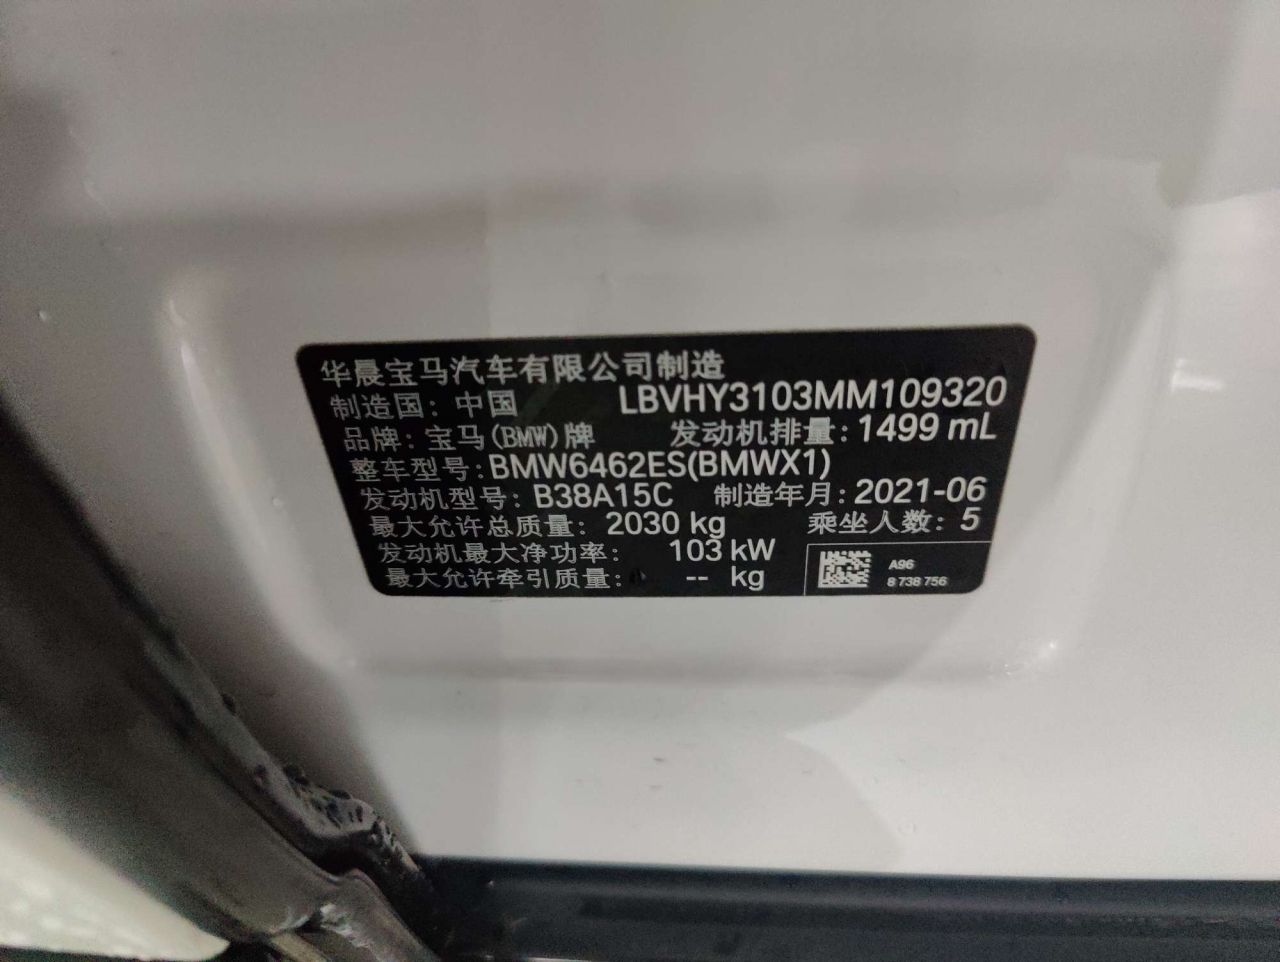 华晨宝马汽车有限公司制造
制造国：中国 LBVHY3103MM109320
品牌：宝马(BMW)牌 发动机排量：1499 mL
整车型号：BMW6462ES(BMWX1)
发动机型号：B38A15C 制造年月：2021-06
最大允许总质量：2030 kg 乘坐人数：5
发动机最大净功率：103 kW
最大允许牵引质量：-- kg
A96
8 738 756